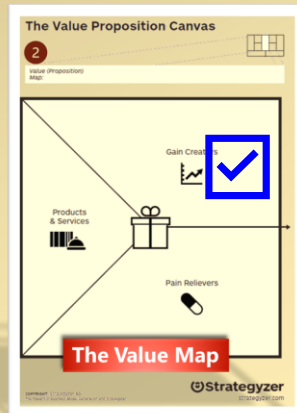 The Value Proposition Canvas
2
Value (Proposition)
Map:
Gain Creators
Products
& Services
Pain Relievers
The Value Map
Strategyzer
COPYRIGHT
strategyzer.com